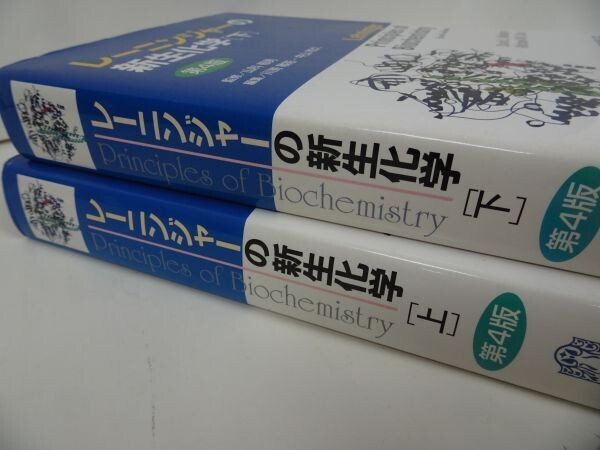 レーニンジャーの
新生化学〈下〉
第4版
レーニンジャーの新生化学[下]
Principles of Biochemistry
第4版
レーニンジャーの新生化学[上]
Principles of Biochemistry
第4版